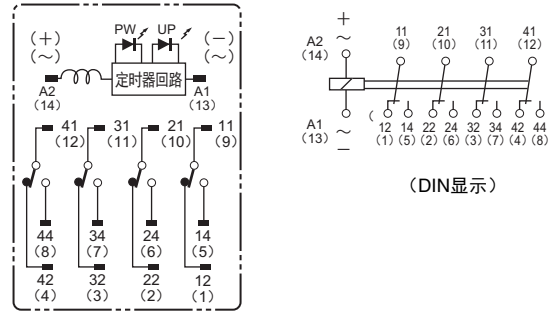 PW UP
(+) (−)
(~) (~)
定时器回路
A2 A1
(14) (13)
41 31 21 11
(12) (11) (10) (9)
44 34 24 14
(8) (7) (6) (5)
42 32 22 12
(4) (3) (2) (1)
+
~
A2
(14)
11 21 31 41
(9) (10) (11) (12)
A1
(13)
~
−
(
12 14 22 24 32 34 42 44
(1) (5) (2) (6) (3) (7) (4) (8)
(DIN显示)